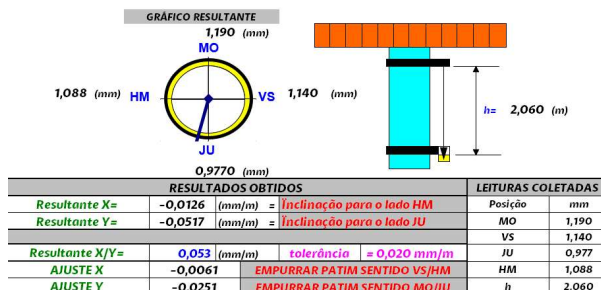 GRÁFICO RESULTANTE
1,190 (mm)
MO
1,088 (mm) HM VS 1,140 (mm)
h= 2,060 (m)
JU
0,9770 (mm)
RESULTADOS OBTIDOS LEITURAS COLETADAS
Resultante X= -0,0126 (mm/m) = Ïnclinação para o lado HM Posição mm
Resultante Y= -0,0517 (mm/m) = Ïnclinação para o lado JU MO 1,190
VS 1,140
Resultante X/Y= 0,053 (mm/m) tolerância = 0,020 mm/m JU 0,977
AJUSTE X -0,0061 EMPURRAR PATIM SENTIDO VS/HM HM 1,088
AJUSTE Y -0,0251 EMPURRAR PATIM SENTIDO MO/JU h 2,060